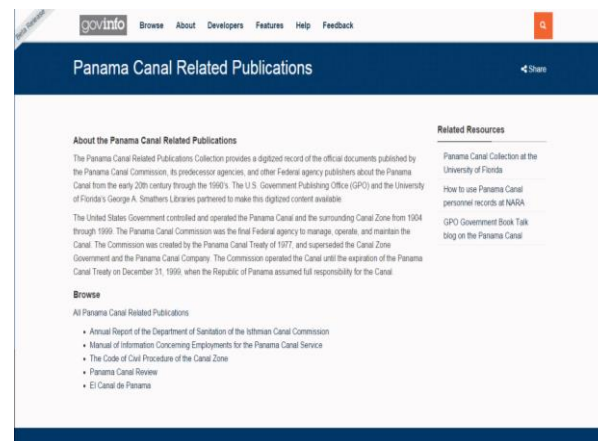 Beta Release
govinfo Browse About Developers Features Help Feedback
Panama Canal Related Publications
Share
About the Panama Canal Related Publications
The Panama Canal Related Publications Collection provides a digitized record of the official documents published by
the Panama Canal Commission, its predecessor agencies, and other Federal agency publishers about the Panama
Canal from the early 20th century through the 1990's. The U.S. Government Publishing Office (GPO) and the University
of Florida's George A. Smathers Libraries partnered to make this digitized content available.
The United States Government controlled and operated the Panama Canal and the surrounding Canal Zone from 1904
through 1999. The Panama Canal Commission was the final Federal agency to manage, operate, and maintain the
Canal. The Commission was created by the Panama Canal Treaty of 1977, and superseded the Canal Zone
Government and the Panama Canal Company. The Commission operated the Canal until the expiration of the Panama
Canal Treaty on December 31, 1999, when the Republic of Panama assumed full responsibility for the Canal.
Browse
All Panama Canal Related Publications
• Annual Report of the Department of Sanitation of the Isthmian Canal Commission
• Manual of Information Concerning Employments for the Panama Canal Service
• The Code of Civil Procedure of the Canal Zone
• Panama Canal Review
• El Canal de Panama
Related Resources
Panama Canal Collection at the
University of Florida
How to use Panama Canal
personnel records at NARA
GPO Government Book Talk
blog on the Panama Canal